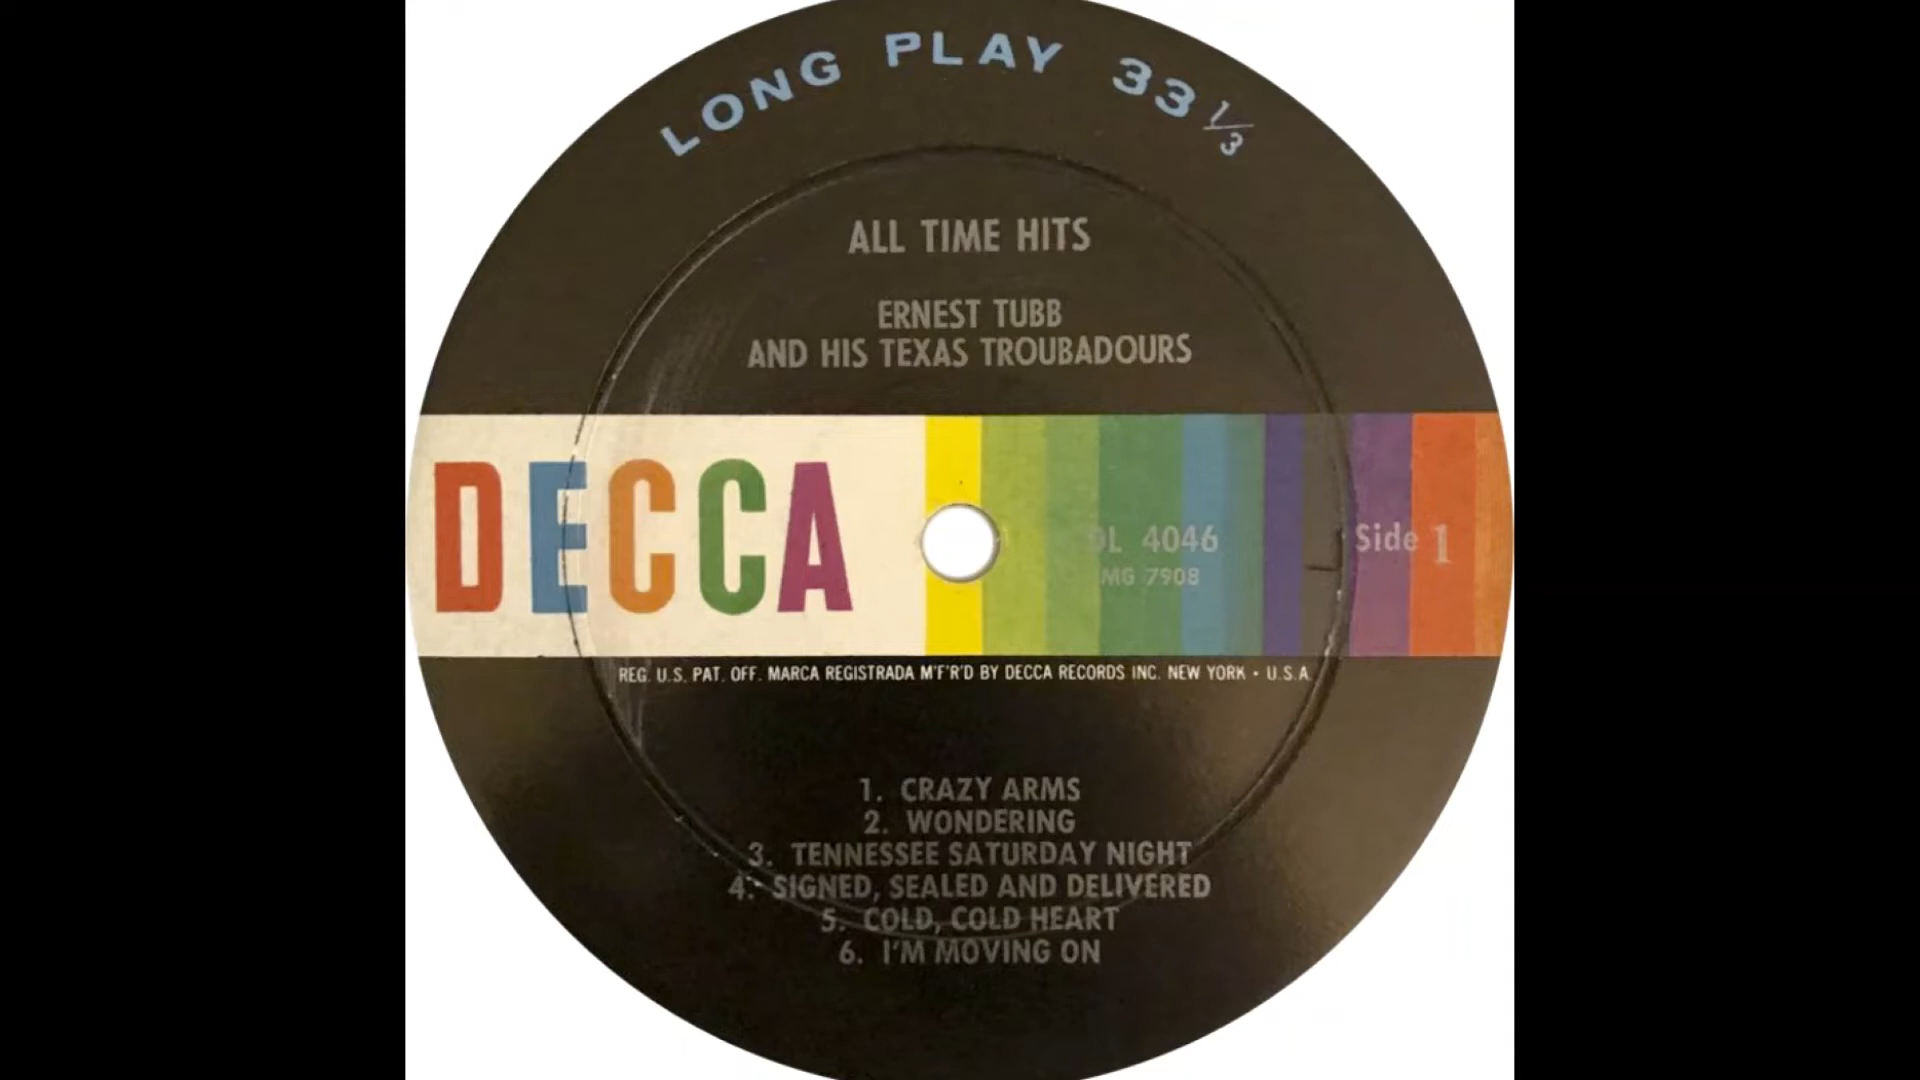 LONG PLAY 33 1/3
ALL TIME HITS
ERNEST TUBB
AND HIS TEXAS TROUBADOURS
DECCA
DL 4046
MG 7908
Side 1
REG. U.S. PAT. OFF. MARCA REGISTRADA M'F'R'D BY DECCA RECORDS INC. NEW YORK • U.S.A.
1. CRAZY ARMS
2. WONDERING
3. TENNESSEE SATURDAY NIGHT
4. SIGNED, SEALED AND DELIVERED
5. COLD, COLD HEART
6. I'M MOVING ON